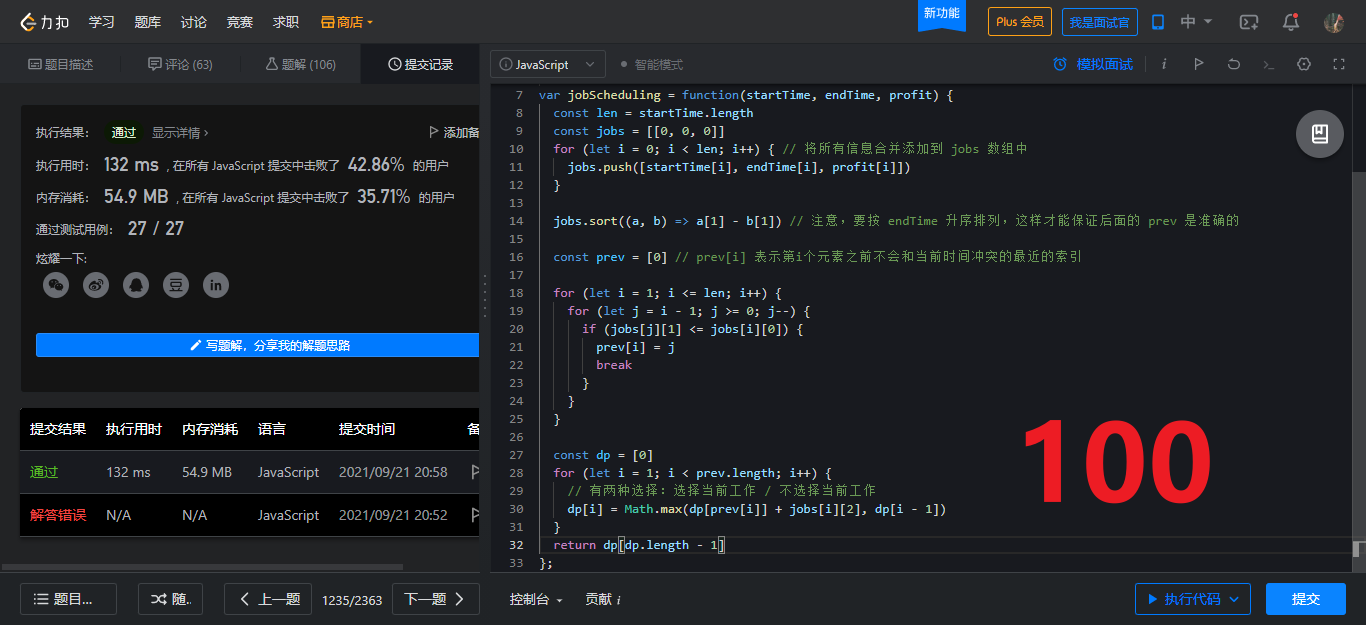 力扣 学习 题库 讨论 竞赛 求职 商店 新功能 Plus 会员 我是面试官 中
题目描述 评论 (63) 题解 (106) 提交记录
执行结果： 通过 显示详情 › 添加备
执行用时： 132 ms , 在所有 JavaScript 提交中击败了 42.86% 的用户
内存消耗： 54.9 MB , 在所有 JavaScript 提交中击败了 35.71% 的用户
通过测试用例： 27 / 27
炫耀一下:
豆 in
写题解，分享我的解题思路
提交结果 执行用时 内存消耗 语言 提交时间 备
通过 132 ms 54.9 MB JavaScript 2021/09/21 20:58
解答错误 N/A N/A JavaScript 2021/09/21 20:52
题目... 随. 上一题 1235/2363 下一题
JavaScript 智能模式 模拟面试 i
7 var jobScheduling = function(startTime, endTime, profit) {
8 const len = startTime.length
9 const jobs = [[0, 0, 0]]
10 for (let i = 0; i < len; i++) { // 将所有信息合并添加到 jobs 数组中
11 jobs.push([startTime[i], endTime[i], profit[i]])
12 }
13
14 jobs.sort((a, b) => a[1] - b[1]) // 注意，要按 endTime 升序排列，这样才能保证后面的 prev 是准确的
15
16 const prev = [0] // prev[i] 表示第i个元素之前不会和当前时间冲突的最近的索引
17
18 for (let i = 1; i <= len; i++) {
19 for (let j = i - 1; j >= 0; j--) {
20 if (jobs[j][1] <= jobs[i][0]) {
21 prev[i] = j
22 break
23 }
24 }
25 }
26
27 const dp = [0]
28 for (let i = 1; i < prev.length; i++) {
29 // 有两种选择: 选择当前工作 / 不选择当前工作
30 dp[i] = Math.max(dp[prev[i]] + jobs[i][2], dp[i - 1])
31 }
32 return dp[dp.length - 1]
33 };
100
控制台 贡献 i 执行代码 提交